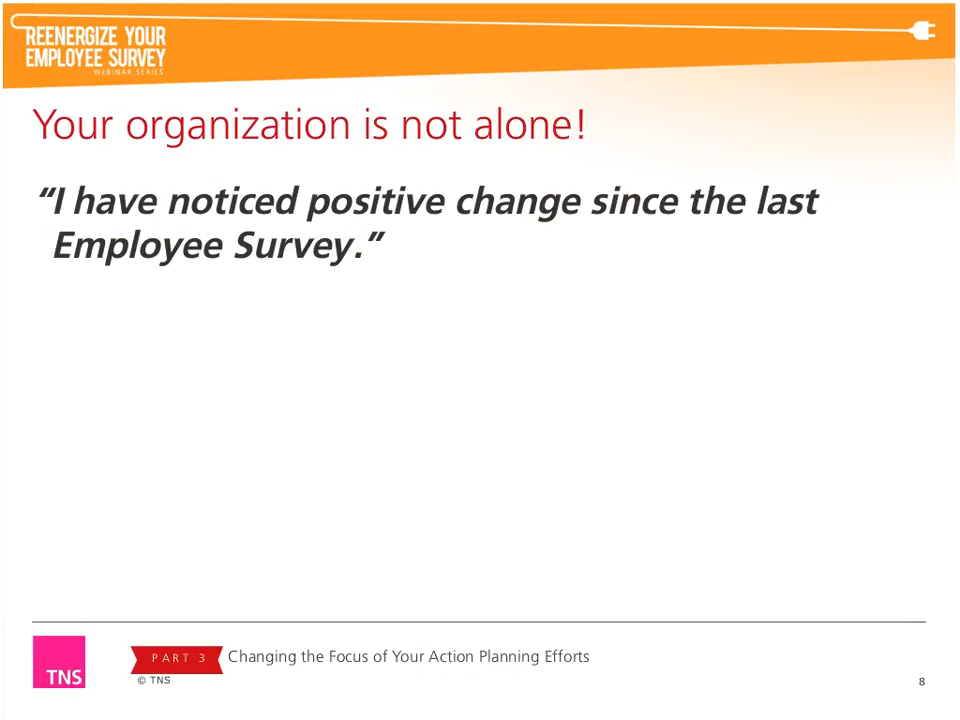 REENERGIZE YOUR
EMPLOYEE SURVEY
WEBINAR SERIES
Your organization is not alone!
“I have noticed positive change since the last
Employee Survey.”
TNS
PART 3
Changing the Focus of Your Action Planning Efforts
© TNS
8